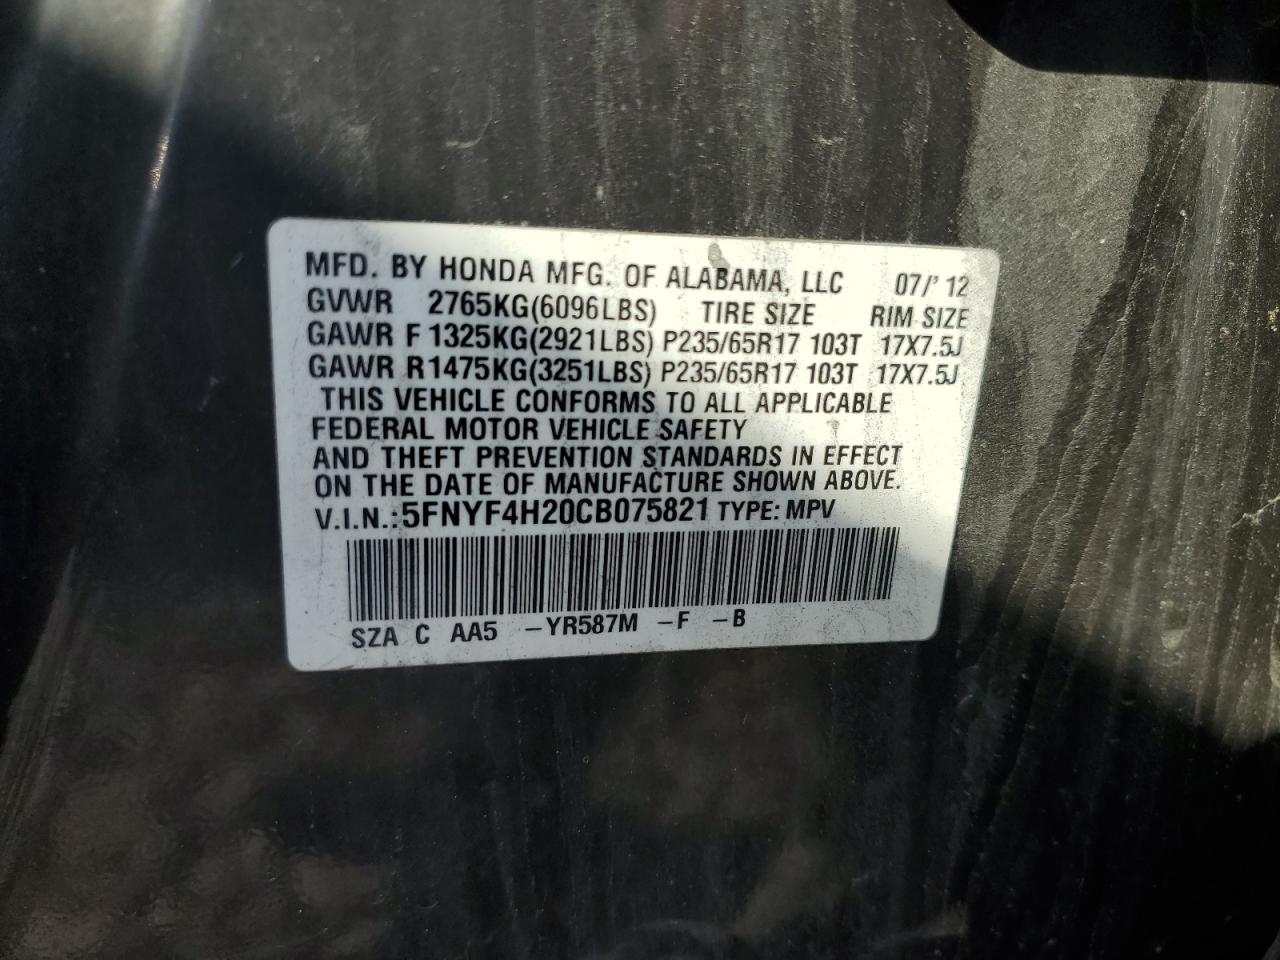 MFD. BY HONDA MFG. OF ALABAMA, LLC 07/'12
GVWR 2765KG(6096LBS) TIRE SIZE RIM SIZE
GAWR F 1325KG(2921LBS) P235/65R17 103T 17X7.5J
GAWR R1475KG(3251LBS) P235/65R17 103T 17X7.5J
THIS VEHICLE CONFORMS TO ALL APPLICABLE
FEDERAL MOTOR VEHICLE SAFETY
AND THEFT PREVENTION STANDARDS IN EFFECT
ON THE DATE OF MANUFACTURE SHOWN ABOVE.
V.I.N.:5FNYF4H20CB075821 TYPE: MPV
SZA C AA5 -YR587M -F -B